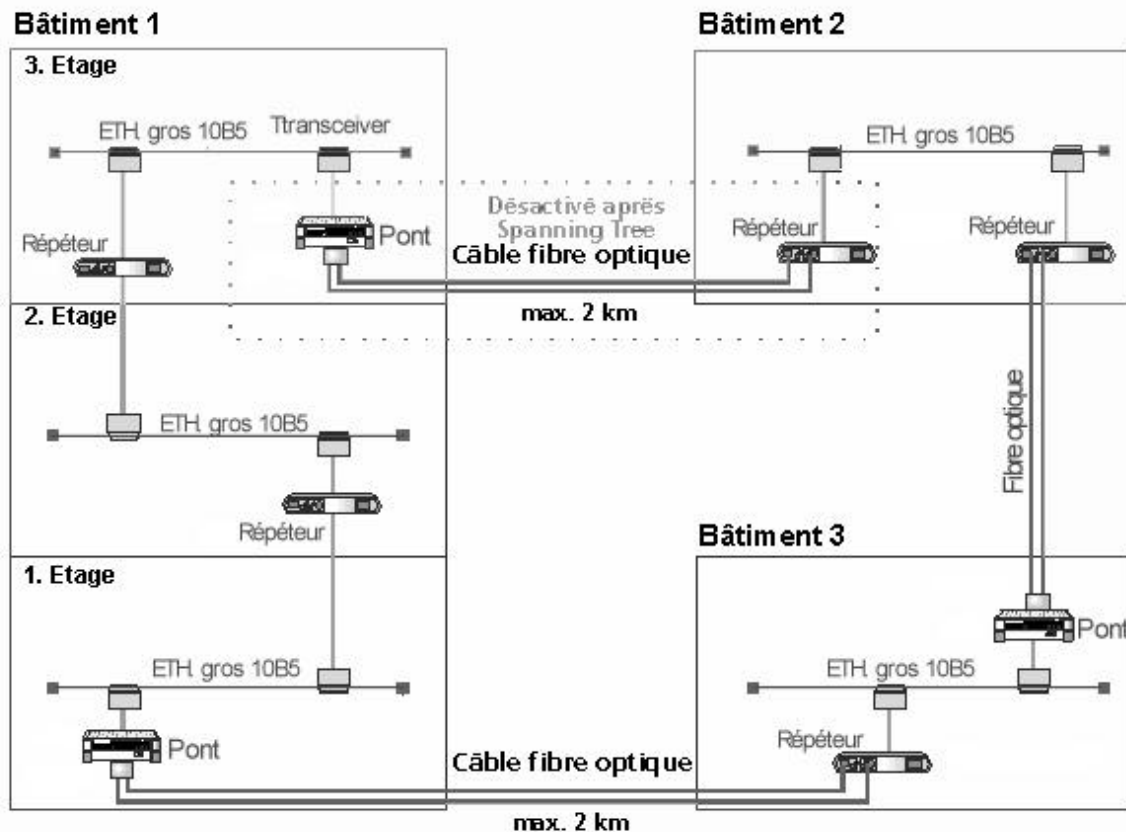 Bâtiment 1
Bâtiment 2
3. Etage
ETH. gros 10B5
Ttransceiver
ETH. gros 10B5
Désactivé après
Spanning Tree
Répéteur
Pont
Câble fibre optique
Répéteur
Répéteur
max. 2 km
2. Etage
ETH. gros 10B5
Répéteur
Fibre optique
Bâtiment 3
1. Etage
Pont
ETH. gros 10B5
ETH. gros 10B5
Pont
Câble fibre optique
Répéteur
max. 2 km